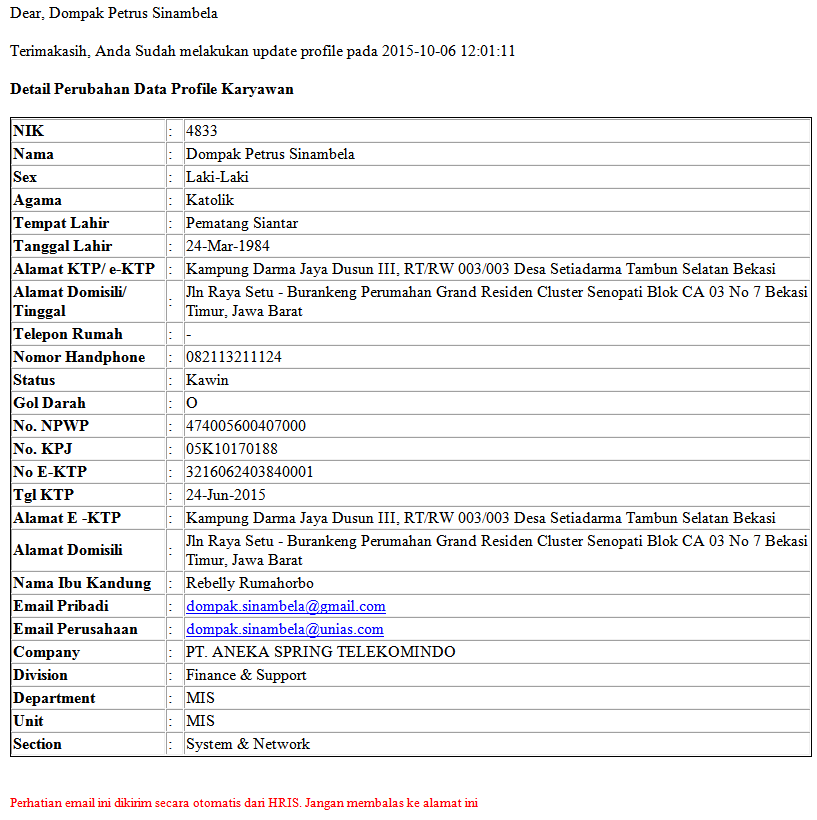 Dear, Dompak Petrus Sinambela
Terimakasih, Anda Sudah melakukan update profile pada 2015-10-06 12:01:11
Detail Perubahan Data Profile Karyawan
NIK : 4833
Nama : Dompak Petrus Sinambela
Sex : Laki-Laki
Agama : Katolik
Tempat Lahir : Pematang Siantar
Tanggal Lahir : 24-Mar-1984
Alamat KTP/ e-KTP : Kampung Darma Jaya Dusun III, RT/RW 003/003 Desa Setiadarma Tambun Selatan Bekasi
Alamat Domisili/
Tinggal
: Jln Raya Setu - Burankeng Perumahan Grand Residen Cluster Senopati Blok CA 03 No 7 Bekasi
Timur, Jawa Barat
Telepon Rumah : -
Nomor Handphone : 082113211124
Status : Kawin
Gol Darah : O
No. NPWP : 474005600407000
No. KPJ : 05K10170188
No E-KTP : 3216062403840001
Tgl KTP : 24-Jun-2015
Alamat E -KTP : Kampung Darma Jaya Dusun III, RT/RW 003/003 Desa Setiadarma Tambun Selatan Bekasi
Alamat Domisili : Jln Raya Setu - Burankeng Perumahan Grand Residen Cluster Senopati Blok CA 03 No 7 Bekasi
Timur, Jawa Barat
Nama Ibu Kandung : Rebelly Rumahorbo
Email Pribadi : dompak.sinambela@gmail.com
Email Perusahaan : dompak.sinambela@unias.com
Company : PT. ANEKA SPRING TELEKOMINDO
Division : Finance & Support
Department : MIS
Unit : MIS
Section : System & Network
Perhatian email ini dikirim secara otomatis dari HRIS. Jangan membalas ke alamat ini